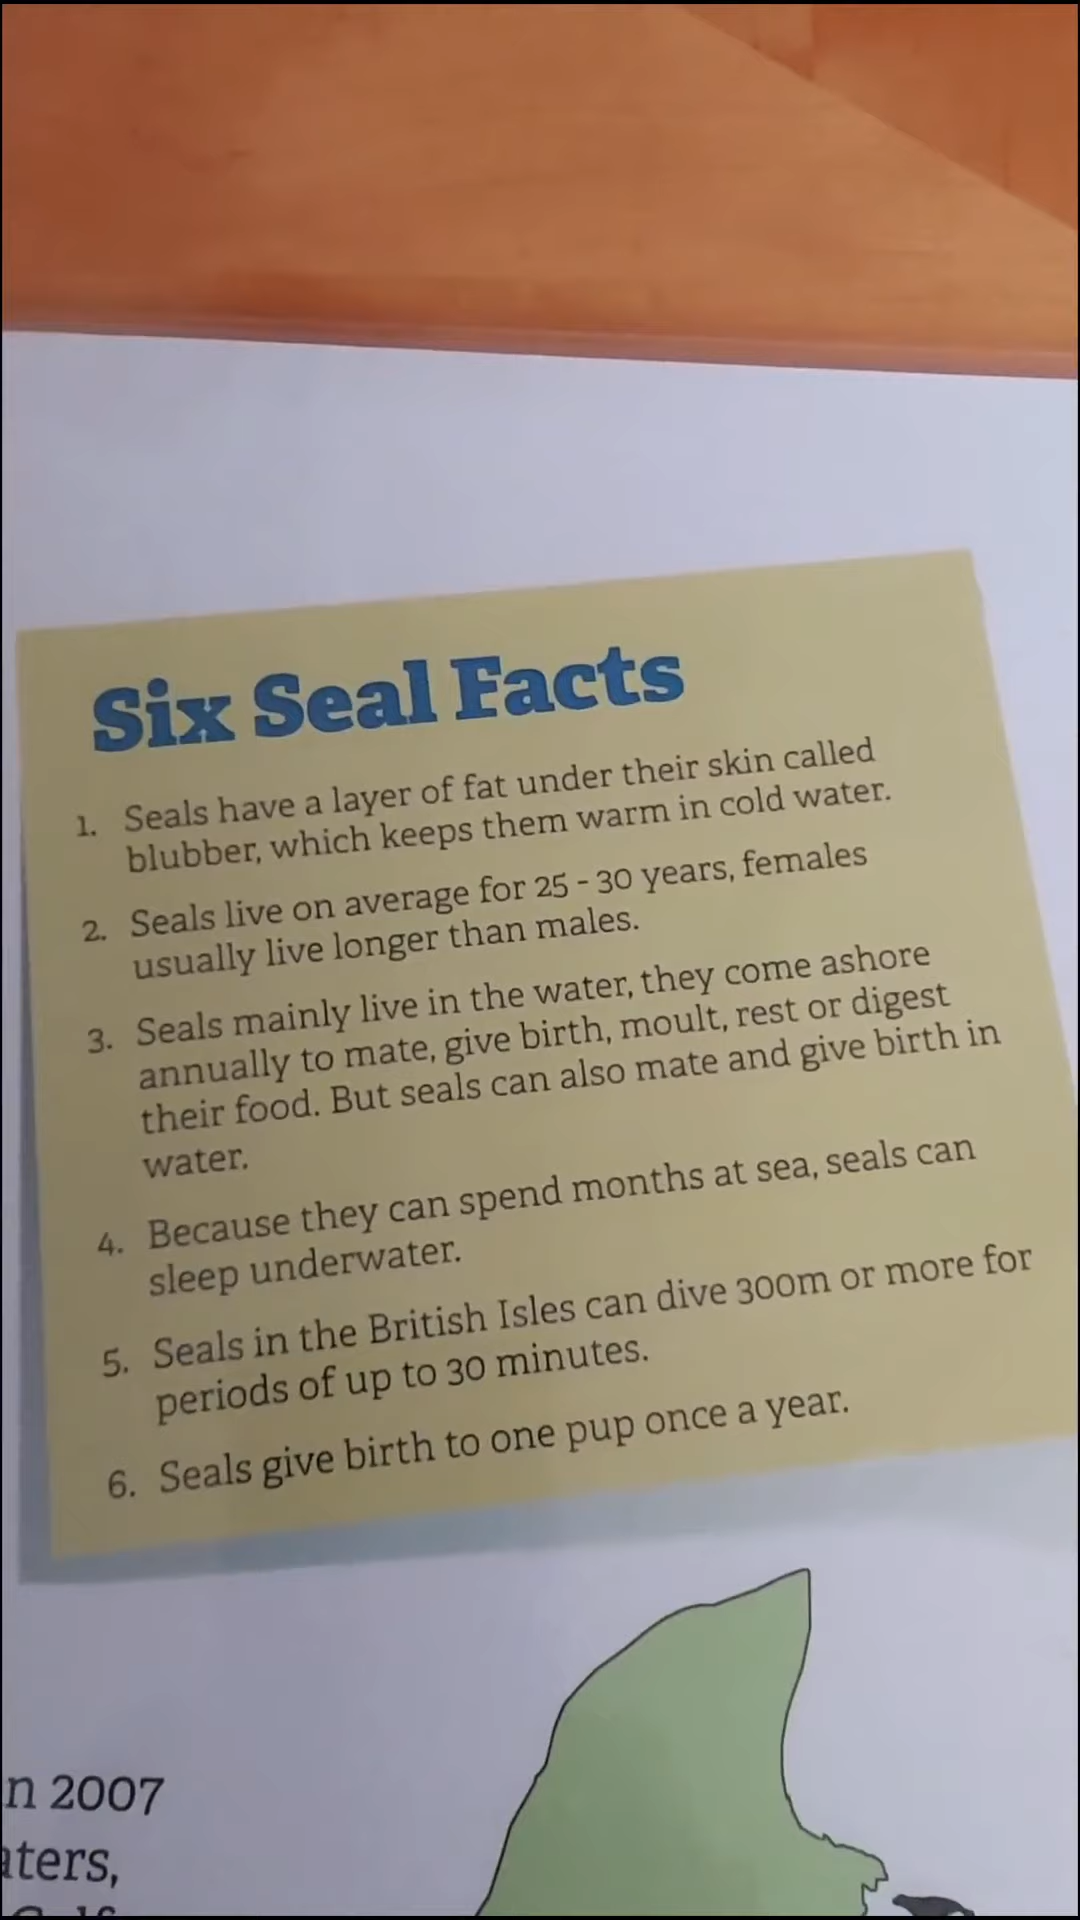 Six Seal Facts
1. Seals have a layer of fat under their skin called
blubber, which keeps them warm in cold water.
2. Seals live on average for 25 - 30 years, females
usually live longer than males.
3. Seals mainly live in the water, they come ashore
annually to mate, give birth, moult, rest or digest
their food. But seals can also mate and give birth in
water.
4. Because they can spend months at sea, seals can
sleep underwater.
5. Seals in the British Isles can dive 300m or more for
periods of up to 30 minutes.
6. Seals give birth to one pup once a year.
n 2007
aters,